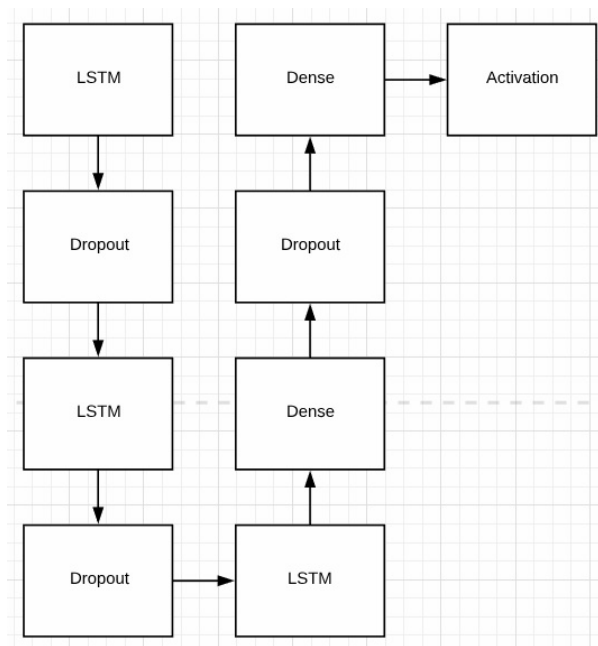 LSTM
Dropout
LSTM
Dropout
LSTM
Dense
Dropout
Dense
Activation